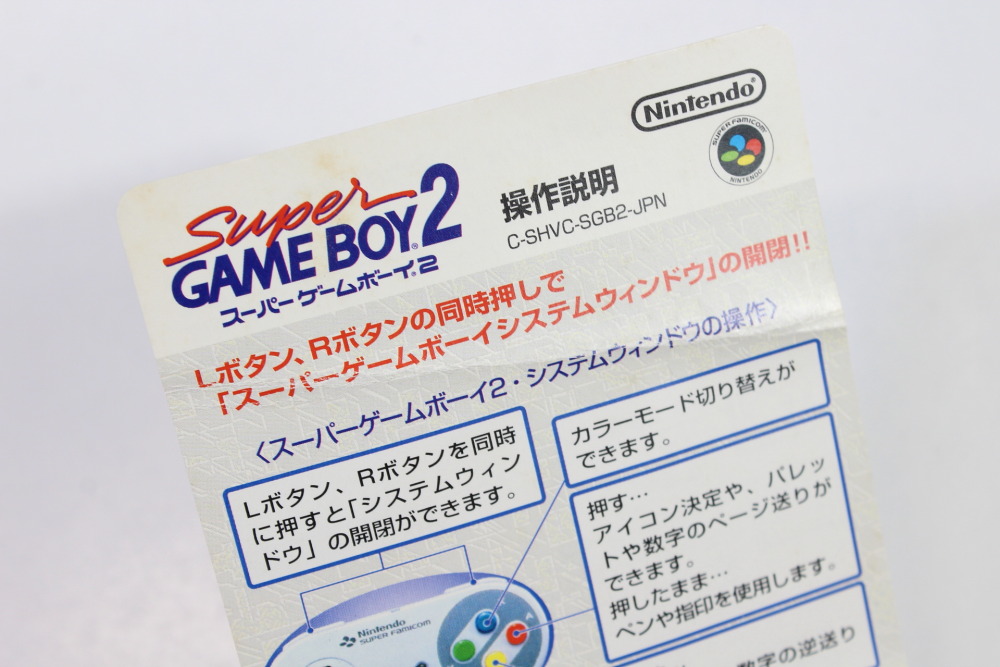 Nintendo®
SUPER FAMICOM
NINTENDO
Super
GAME BOY®2
スーパーゲームボーイ®2
操作説明
C-SHVC-SGB2-JPN
Lボタン、Rボタンの同時押しで
「スーパーゲームボーイシステムウィンドウ」の開閉!!
〈スーパーゲームボーイ2・システムウィンドウの操作〉
Lボタン、Rボタンを同時
に押すと「システムウィン
ドウ」の開閉ができます。
カラーモード切り替えが
できます。
押す…
アイコン決定や、パレッ
トや数字のページ送りが
できます。
押したまま…
ペンや指印を使用します。
数字の逆送り
Nintendo
SUPER FAMICOM